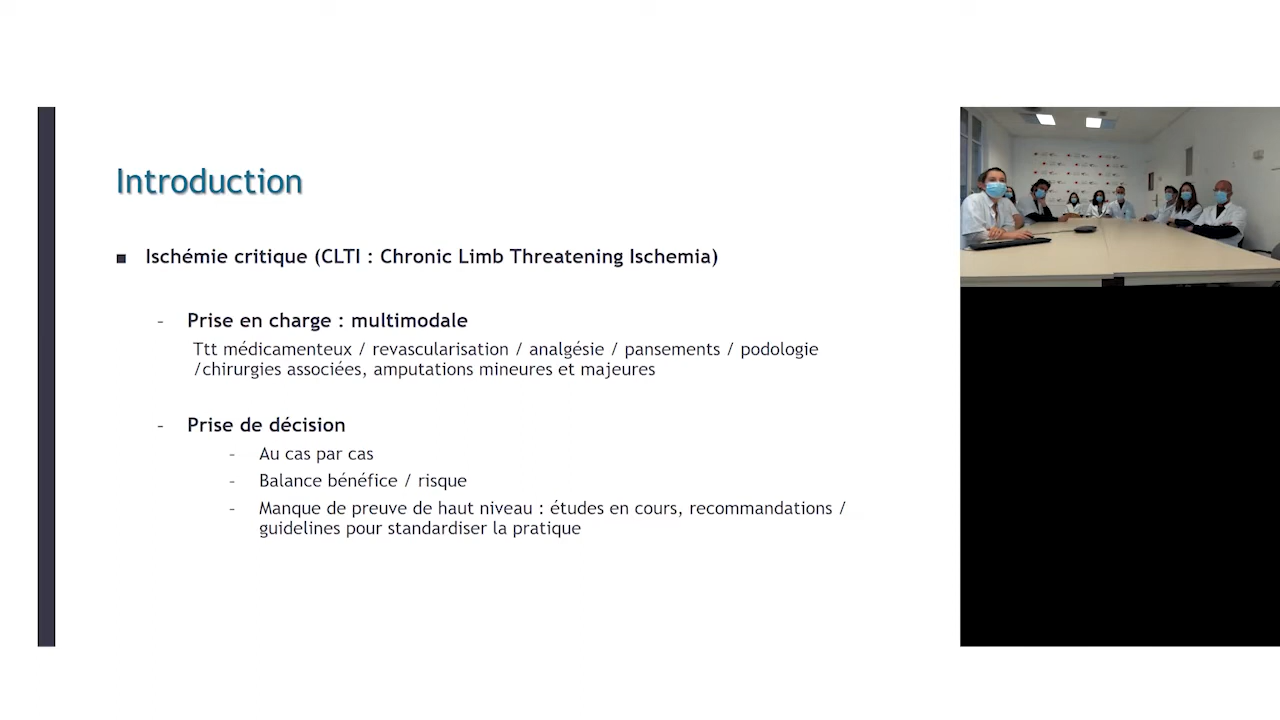 Introduction
■ Ischémie critique (CLTI : Chronic Limb Threatening Ischemia)
- Prise en charge : multimodale
Ttt médicamenteux / revascularisation / analgésie / pansements / podologie
/chirurgies associées, amputations mineures et majeures
- Prise de décision
- Au cas par cas
- Balance bénéfice / risque
- Manque de preuve de haut niveau : études en cours, recommandations /
guidelines pour standardiser la pratique